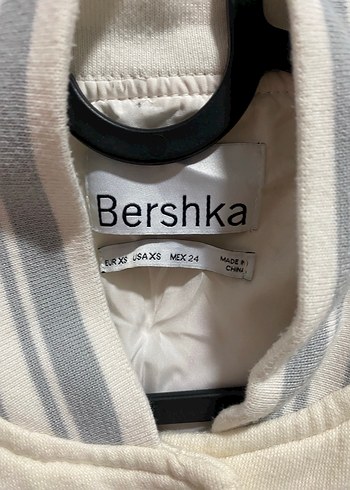 Bershka
EUR XS USA XS MEX 24 MADE IN
CHINA